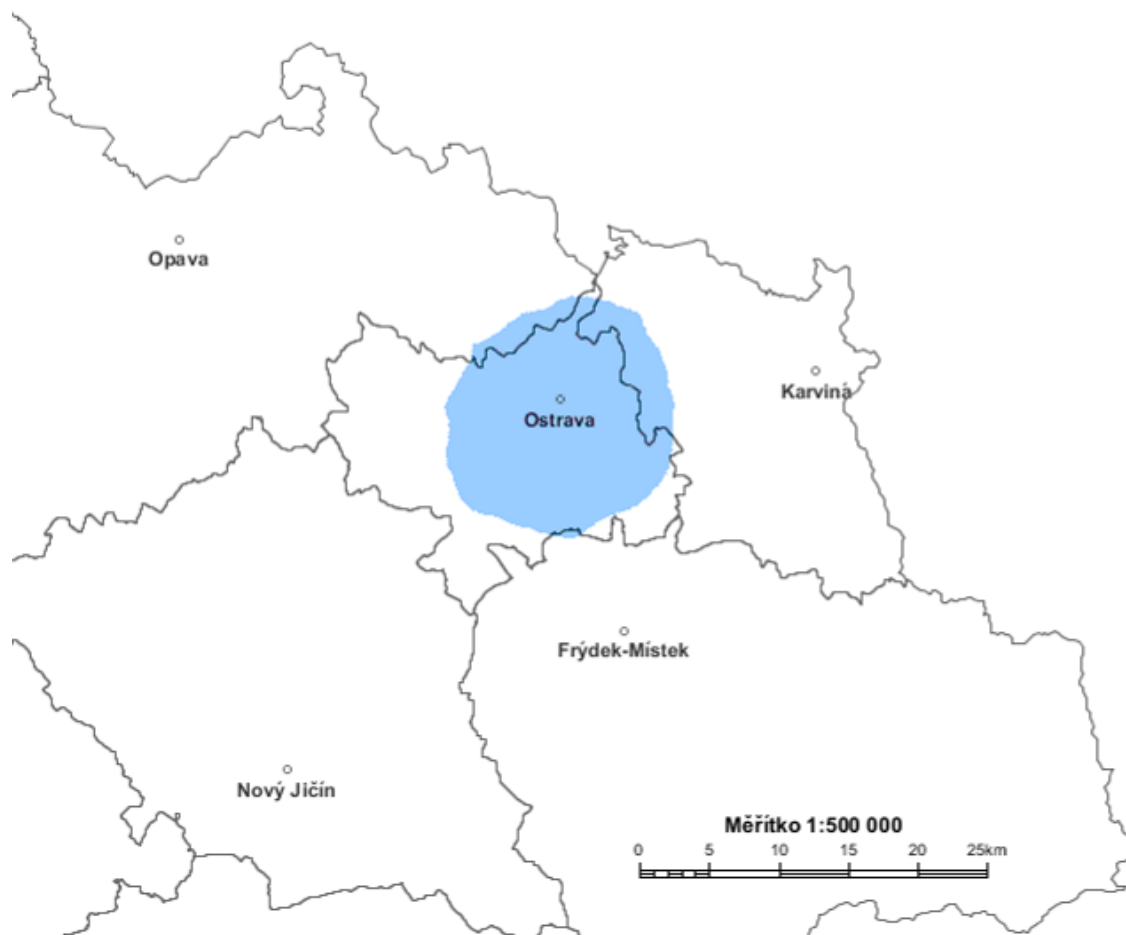 Opava
Karviná
Ostrava
Frýdek-Místek
Nový Jičín
Měřítko 1:500 000
0 5 10 15 20 25km